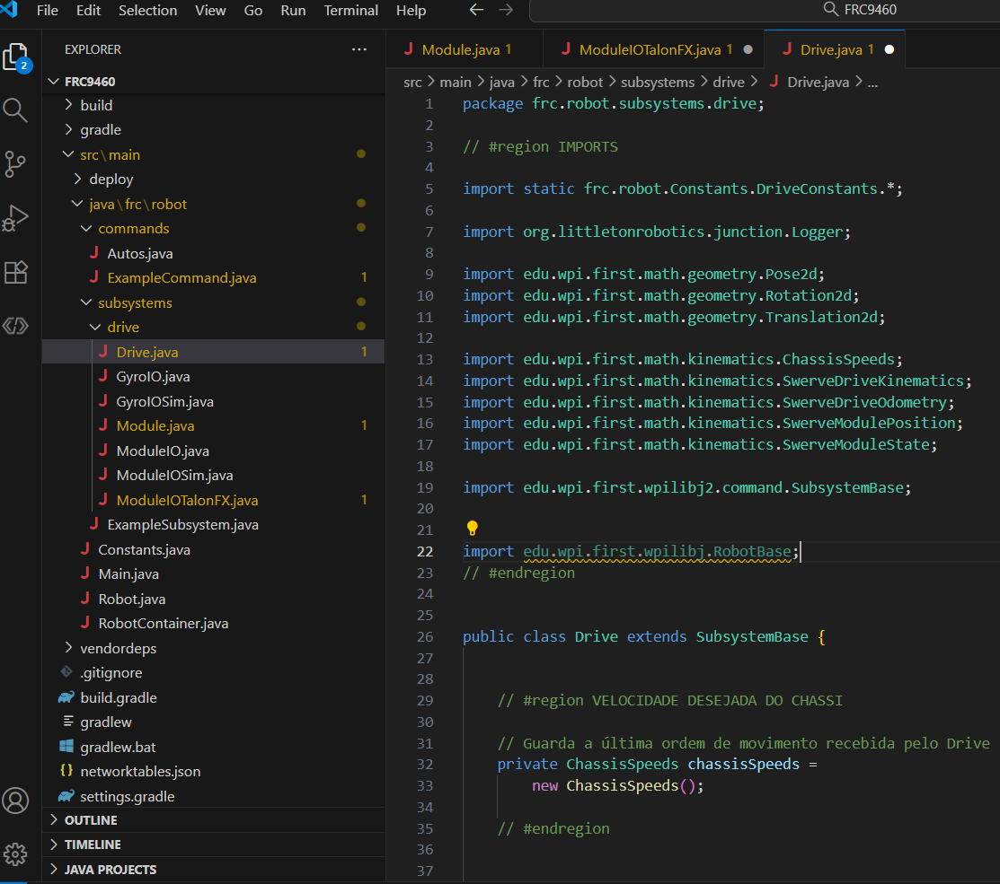 File Edit Selection View Go Run Terminal Help
FRC9460
EXPLORER
2
FRC9460
build
gradle
src\main
deploy
java\frc\robot
commands
Autos.java
ExampleCommand.java 1
subsystems
drive
Drive.java 1
GyroIO.java
GyroIOSim.java
Module.java 1
ModuleIO.java
ModuleIOSim.java
ModuleIOTalonFX.java 1
ExampleSubsystem.java
Constants.java
Main.java
Robot.java
RobotContainer.java
vendordeps
.gitignore
build.gradle
gradlew
gradlew.bat
networktables.json
settings.gradle
OUTLINE
TIMELINE
JAVA PROJECTS
Module.java 1
ModuleIOTalonFX.java 1
Drive.java 1
src > main > java > frc > robot > subsystems > drive > Drive.java > ...
1 package frc.robot.subsystems.drive;
2
3 // #region IMPORTS
4
5 import static frc.robot.Constants.DriveConstants.*;
6
7 import org.littletonrobotics.junction.Logger;
8
9 import edu.wpi.first.math.geometry.Pose2d;
10 import edu.wpi.first.math.geometry.Rotation2d;
11 import edu.wpi.first.math.geometry.Translation2d;
12
13 import edu.wpi.first.math.kinematics.ChassisSpeeds;
14 import edu.wpi.first.math.kinematics.SwerveDriveKinematics;
15 import edu.wpi.first.math.kinematics.SwerveDriveOdometry;
16 import edu.wpi.first.math.kinematics.SwerveModulePosition;
17 import edu.wpi.first.math.kinematics.SwerveModuleState;
18
19 import edu.wpi.first.wpilibj2.command.SubsystemBase;
20
21
22 import edu.wpi.first.wpilibj.RobotBase;
23 // #endregion
24
25
26 public class Drive extends SubsystemBase {
27
28
29 // #region VELOCIDADE DESEJADA DO CHASSI
30
31 // Guarda a última ordem de movimento recebida pelo Drive
32 private ChassisSpeeds chassisSpeeds =
33 new ChassisSpeeds();
34
35 // #endregion
36
37